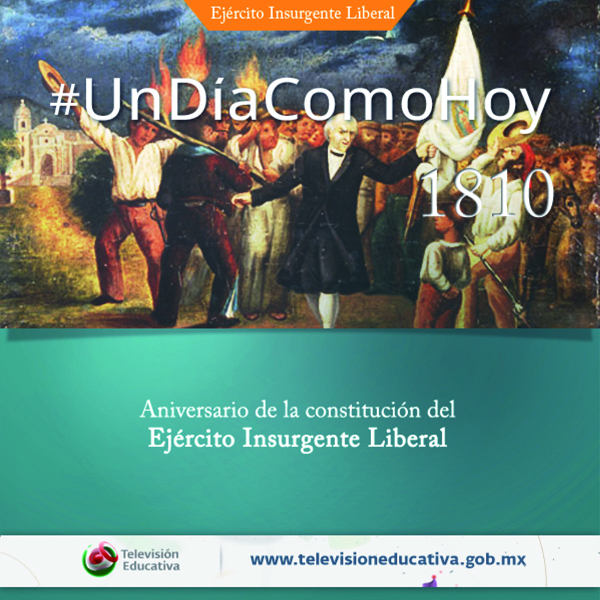 Ejército Insurgente Liberal
#UnDíaComoHoy
1810
Aniversario de la constitución del
Ejército Insurgente Liberal
Televisión
Educativa
www.televisioneducativa.gob.mx